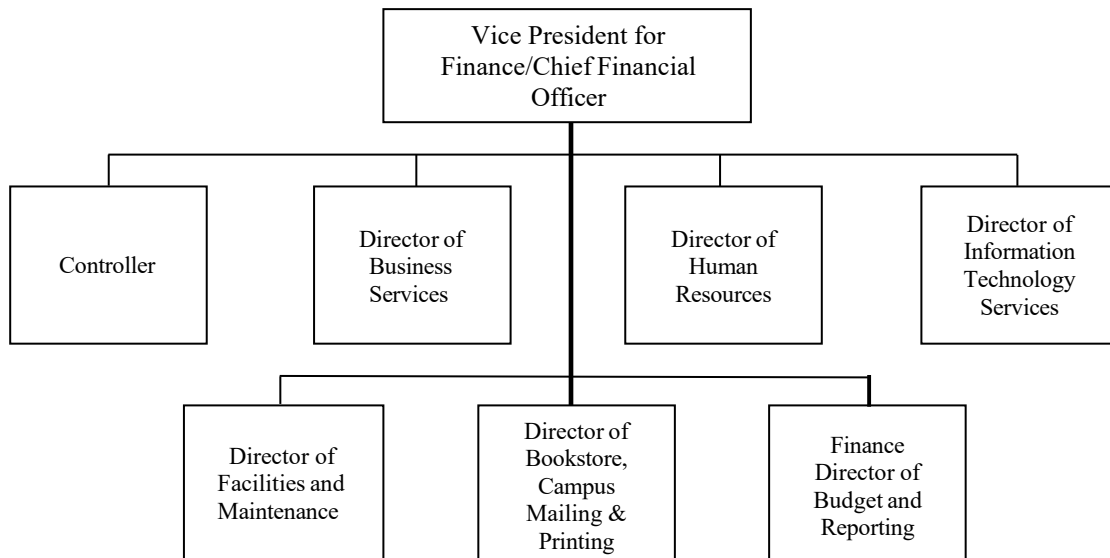 Vice President for
Finance/Chief Financial
Officer
Controller
Director of
Business
Services
Director of
Human
Resources
Director of
Information
Technology
Services
Director of
Facilities and
Maintenance
Director of
Bookstore,
Campus
Mailing &
Printing
Finance
Director of
Budget and
Reporting